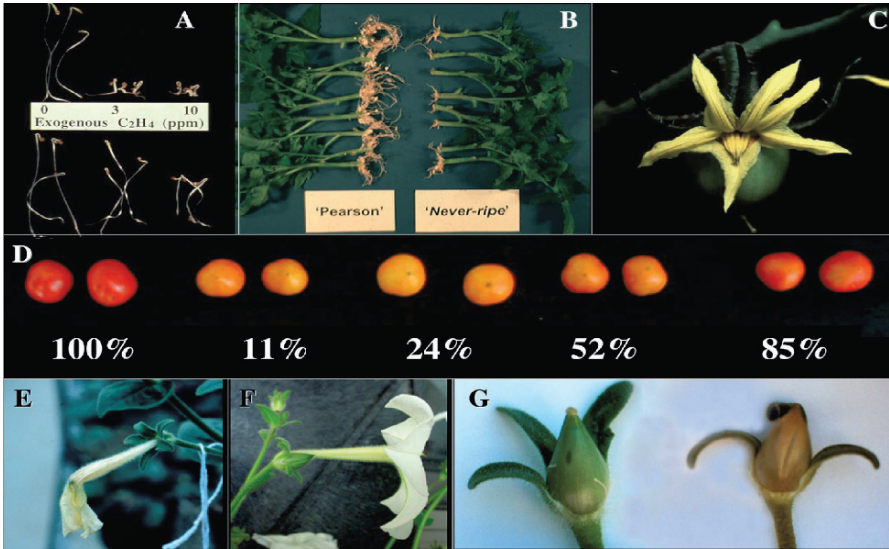 A
0 3 10
Exogenous C₂H₄ (ppm)
B
'Pearson' 'Never-ripe'
C
D
100% 11% 24% 52% 85%
E
F
G